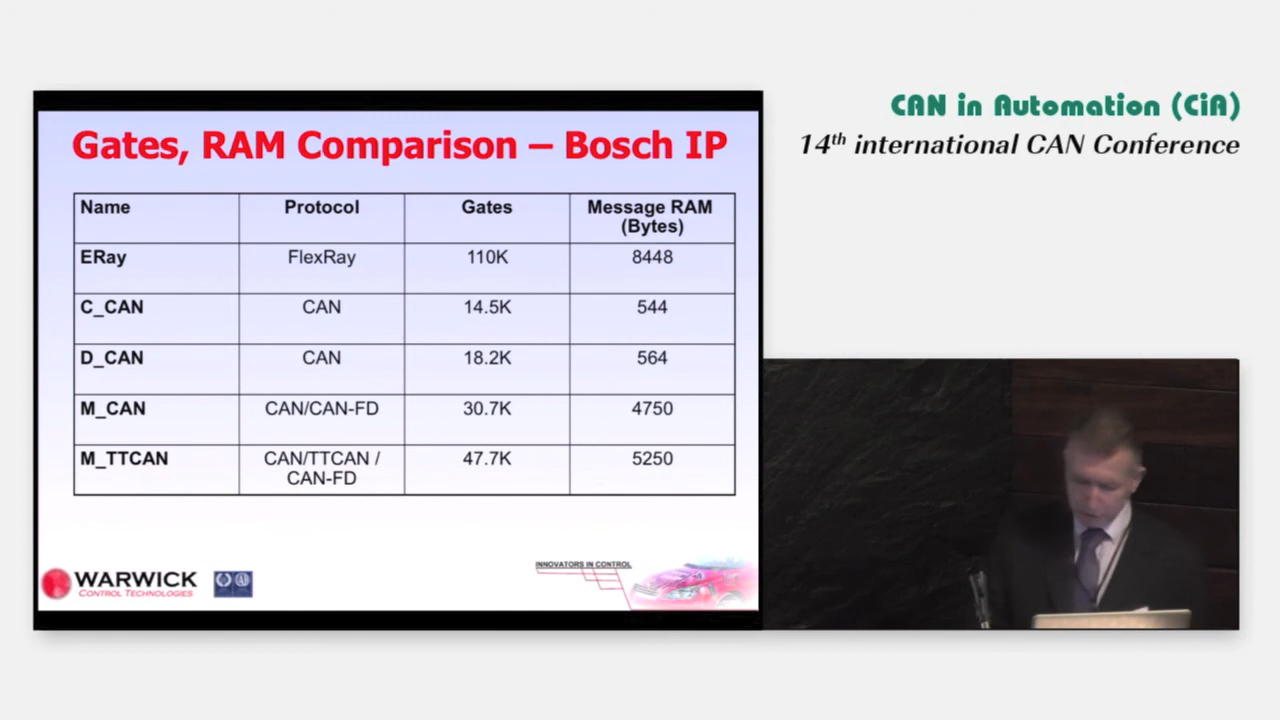 CAN in Automation (CiA)
14th international CAN Conference
Gates, RAM Comparison – Bosch IP
Name Protocol Gates Message RAM
(Bytes)
ERay FlexRay 110K 8448
C_CAN CAN 14.5K 544
D_CAN CAN 18.2K 564
M_CAN CAN/CAN-FD 30.7K 4750
M_TTCAN CAN/TTCAN / 47.7K 5250
CAN-FD
WARWICK
CONTROL TECHNOLOGIES
INNOVATORS IN CONTROL